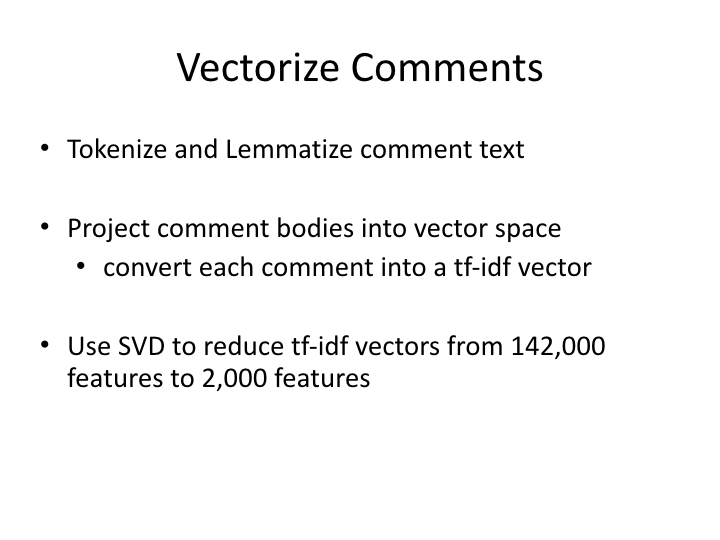 Vectorize Comments
• Tokenize and Lemmatize comment text
• Project comment bodies into vector space
• convert each comment into a tf-idf vector
• Use SVD to reduce tf-idf vectors from 142,000
features to 2,000 features